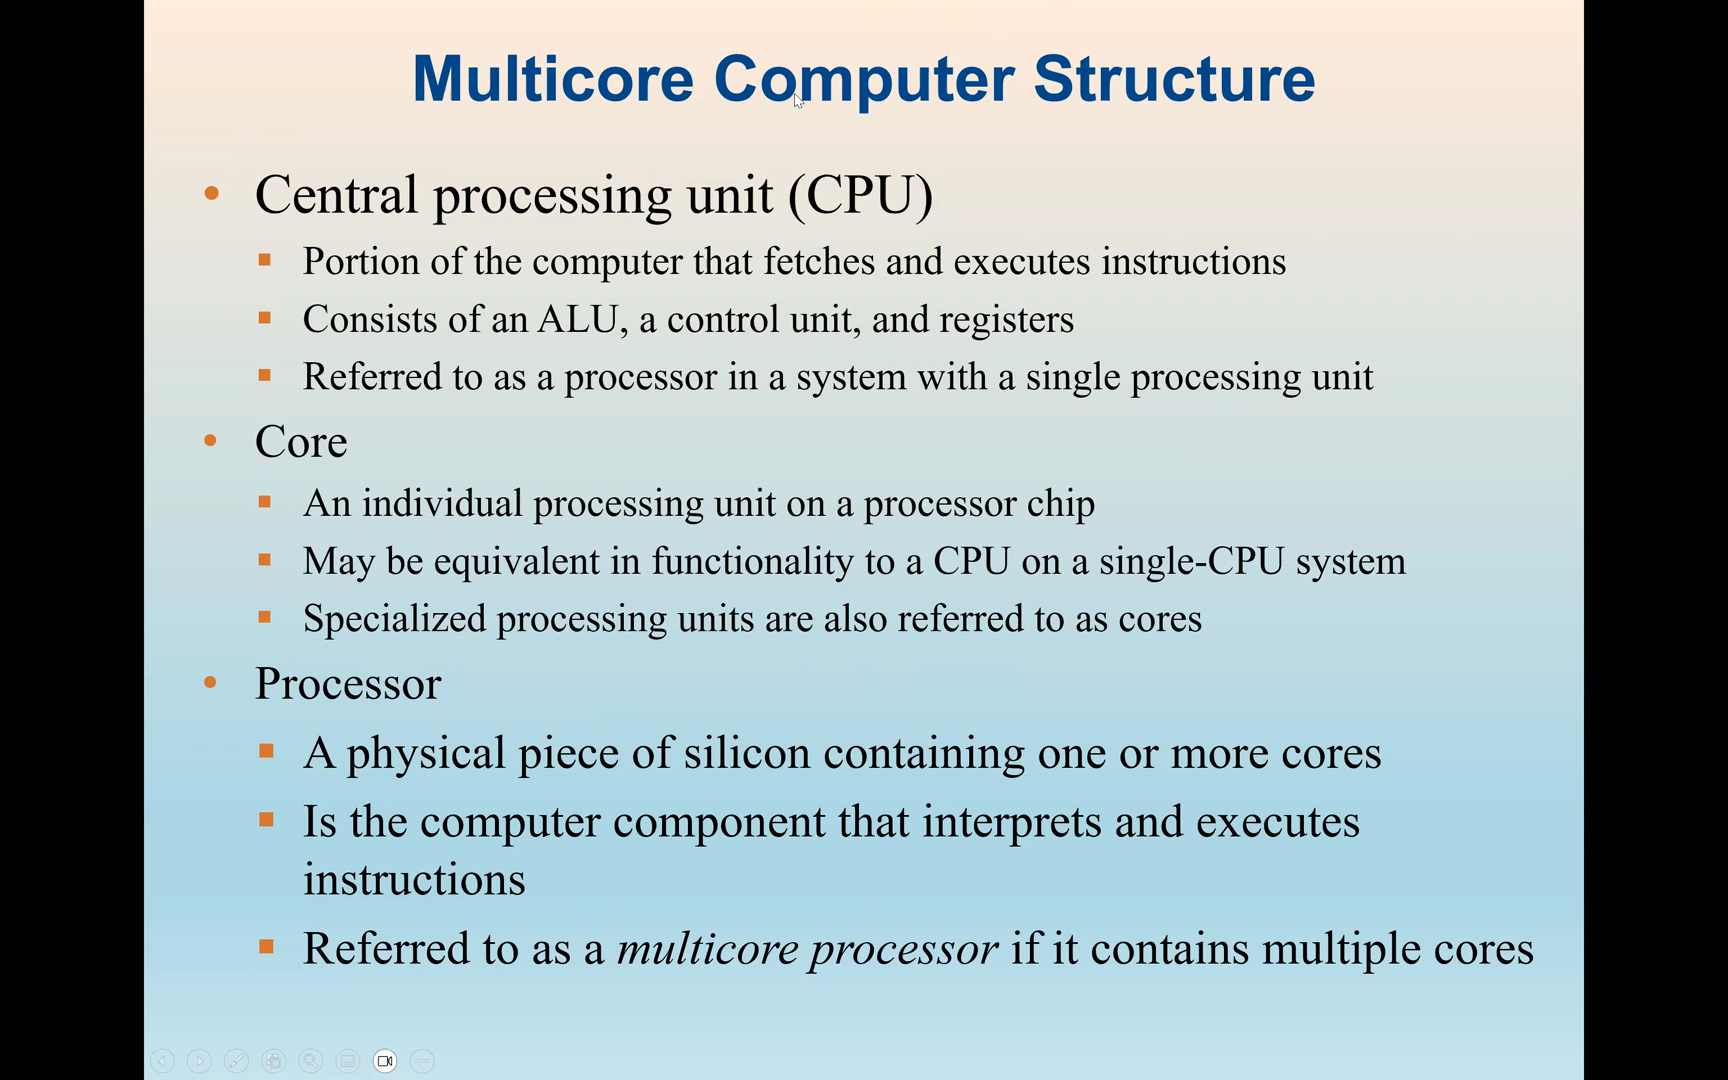 Multicore Computer Structure
• Central processing unit (CPU)
▪ Portion of the computer that fetches and executes instructions
▪ Consists of an ALU, a control unit, and registers
▪ Referred to as a processor in a system with a single processing unit
• Core
▪ An individual processing unit on a processor chip
▪ May be equivalent in functionality to a CPU on a single-CPU system
▪ Specialized processing units are also referred to as cores
• Processor
▪ A physical piece of silicon containing one or more cores
▪ Is the computer component that interprets and executes
instructions
▪ Referred to as a multicore processor if it contains multiple cores